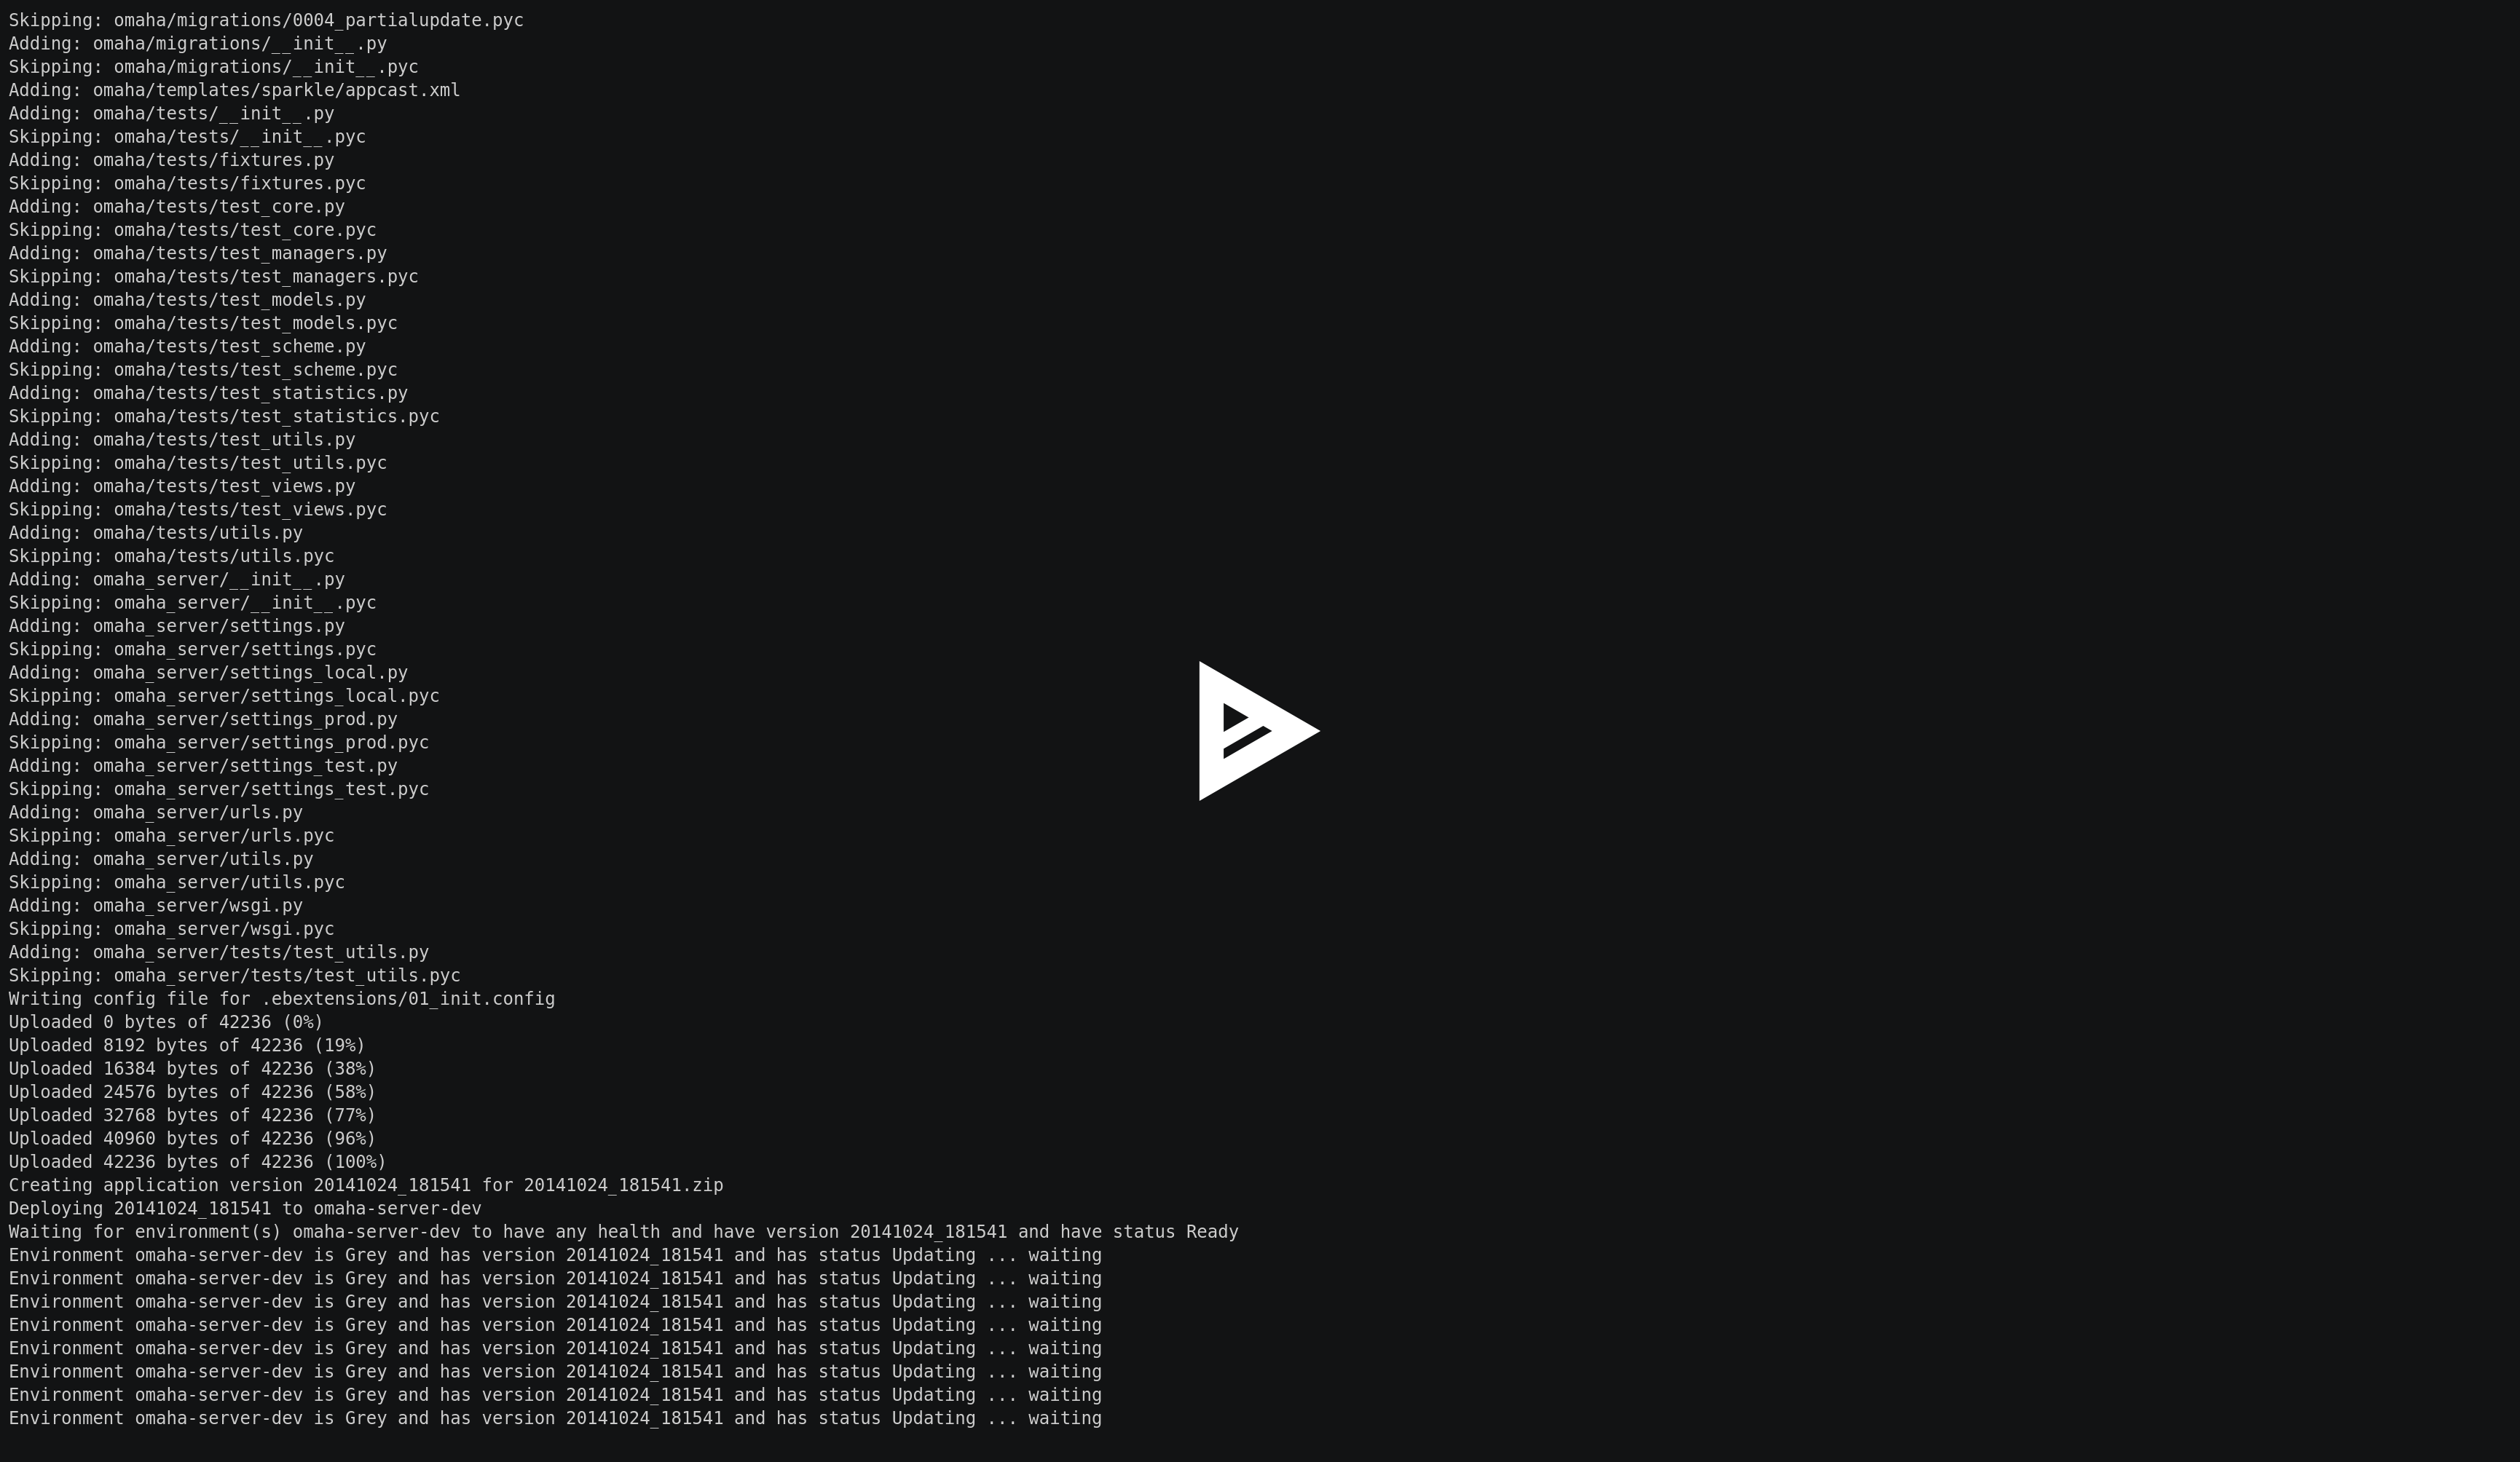 Skipping: omaha/migrations/0004_partialupdate.pyc
Adding: omaha/migrations/__init__.py
Skipping: omaha/migrations/__init__.pyc
Adding: omaha/templates/sparkle/appcast.xml
Adding: omaha/tests/__init__.py
Skipping: omaha/tests/__init__.pyc
Adding: omaha/tests/fixtures.py
Skipping: omaha/tests/fixtures.pyc
Adding: omaha/tests/test_core.py
Skipping: omaha/tests/test_core.pyc
Adding: omaha/tests/test_managers.py
Skipping: omaha/tests/test_managers.pyc
Adding: omaha/tests/test_models.py
Skipping: omaha/tests/test_models.pyc
Adding: omaha/tests/test_scheme.py
Skipping: omaha/tests/test_scheme.pyc
Adding: omaha/tests/test_statistics.py
Skipping: omaha/tests/test_statistics.pyc
Adding: omaha/tests/test_utils.py
Skipping: omaha/tests/test_utils.pyc
Adding: omaha/tests/test_views.py
Skipping: omaha/tests/test_views.pyc
Adding: omaha/tests/utils.py
Skipping: omaha/tests/utils.pyc
Adding: omaha_server/__init__.py
Skipping: omaha_server/__init__.pyc
Adding: omaha_server/settings.py
Skipping: omaha_server/settings.pyc
Adding: omaha_server/settings_local.py
Skipping: omaha_server/settings_local.pyc
Adding: omaha_server/settings_prod.py
Skipping: omaha_server/settings_prod.pyc
Adding: omaha_server/settings_test.py
Skipping: omaha_server/settings_test.pyc
Adding: omaha_server/urls.py
Skipping: omaha_server/urls.pyc
Adding: omaha_server/utils.py
Skipping: omaha_server/utils.pyc
Adding: omaha_server/wsgi.py
Skipping: omaha_server/wsgi.pyc
Adding: omaha_server/tests/test_utils.py
Skipping: omaha_server/tests/test_utils.pyc
Writing config file for .ebextensions/01_init.config
Uploaded 0 bytes of 42236 (0%)
Uploaded 8192 bytes of 42236 (19%)
Uploaded 16384 bytes of 42236 (38%)
Uploaded 24576 bytes of 42236 (58%)
Uploaded 32768 bytes of 42236 (77%)
Uploaded 40960 bytes of 42236 (96%)
Uploaded 42236 bytes of 42236 (100%)
Creating application version 20141024_181541 for 20141024_181541.zip
Deploying 20141024_181541 to omaha-server-dev
Waiting for environment(s) omaha-server-dev to have any health and have version 20141024_181541 and have status Ready
Environment omaha-server-dev is Grey and has version 20141024_181541 and has status Updating ... waiting
Environment omaha-server-dev is Grey and has version 20141024_181541 and has status Updating ... waiting
Environment omaha-server-dev is Grey and has version 20141024_181541 and has status Updating ... waiting
Environment omaha-server-dev is Grey and has version 20141024_181541 and has status Updating ... waiting
Environment omaha-server-dev is Grey and has version 20141024_181541 and has status Updating ... waiting
Environment omaha-server-dev is Grey and has version 20141024_181541 and has status Updating ... waiting
Environment omaha-server-dev is Grey and has version 20141024_181541 and has status Updating ... waiting
Environment omaha-server-dev is Grey and has version 20141024_181541 and has status Updating ... waiting